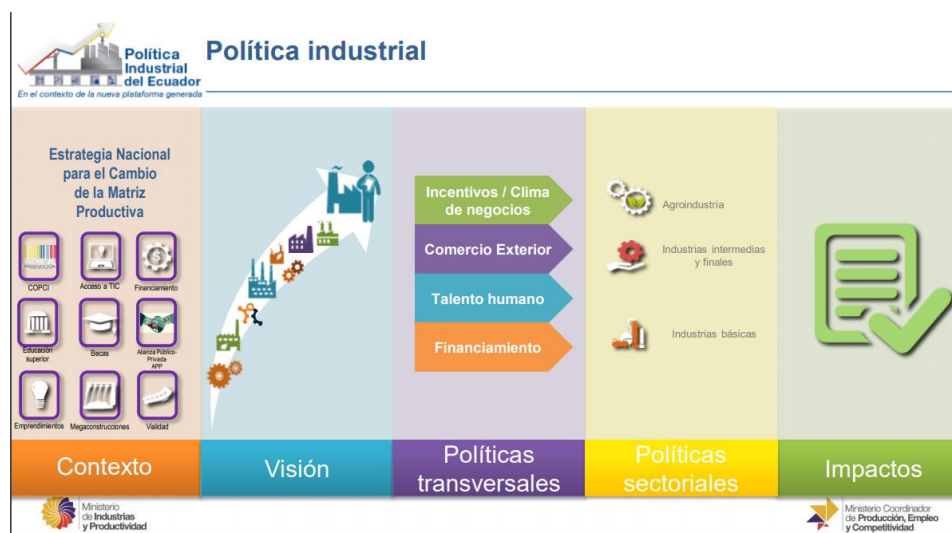 Política
Industrial
del Ecuador
En el contexto de la nueva plataforma generada
Política industrial
Estrategia Nacional
para el Cambio
de la Matriz
Productiva
COPCI
Acceso a TIC
Financiamiento
Educación
superior
Becas
Alianza Público-
Privada
APP
Emprendimientos
Megaconstrucciones
Vialidad
Incentivos / Clima
de negocios
Comercio Exterior
Talento humano
Financiamiento
Agroindustria
Industrias intermedias
y finales
Industrias básicas
Contexto
Visión
Políticas
transversales
Políticas
sectoriales
Impactos
Ministerio
de Industrias
y Productividad
Ministerio Coordinador
de Producción, Empleo
y Competitividad